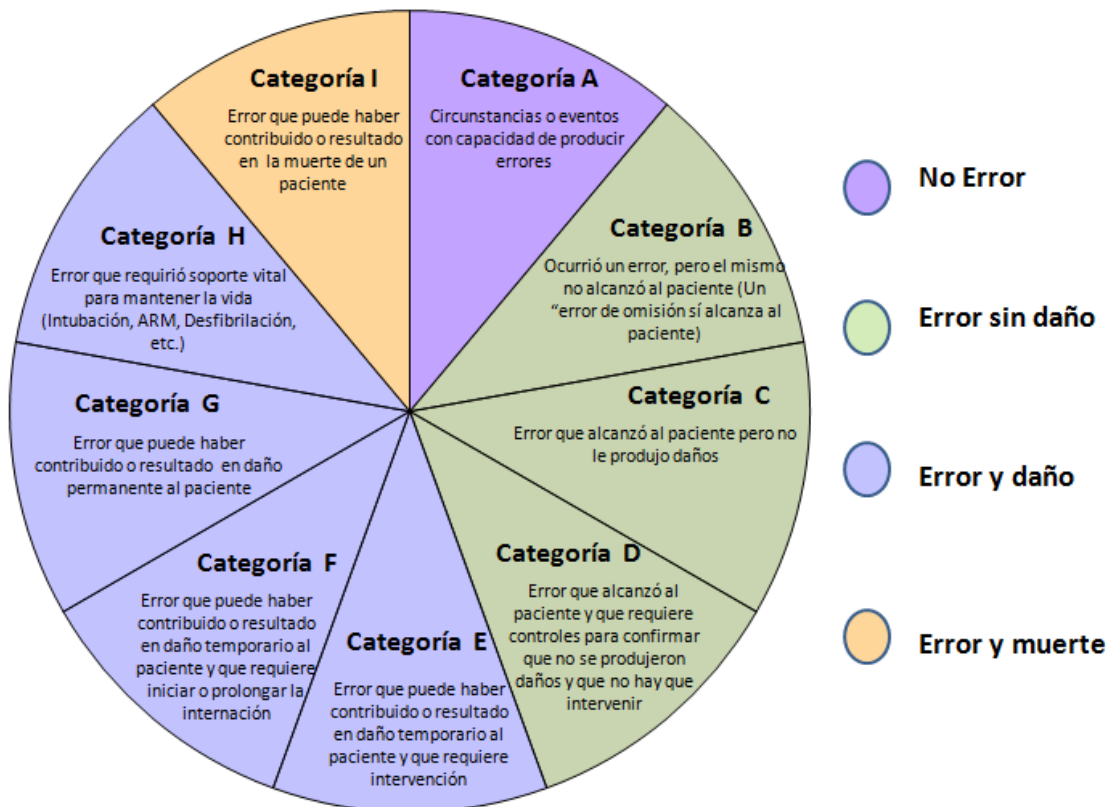 Categoría I
Error que puede haber
contribuido o resultado
en la muerte de un
paciente
Categoría A
Circunstancias o eventos
con capacidad de producir
errores
Categoría B
Ocurrió un error, pero el mismo
no alcanzó al paciente (Un
“error de omisión sí alcanza al
paciente)
Categoría C
Error que alcanzó al paciente pero no
le produjo daños
Categoría D
Error que alcanzó al
paciente y que requiere
controles para confirmar
que no se produjeron
daños y que no hay que
intervenir
Categoría E
Error que puede haber
contribuido o resultado
en daño temporario al
paciente y que requiere
intervención
Categoría F
Error que puede haber
contribuido o resultado
en daño temporario al
paciente y que requiere
iniciar o prolongar la
internación
Categoría G
Error que puede haber
contribuido o resultado en daño
permanente al paciente
Categoría H
Error que requirió soporte vital
para mantener la vida
(Intubación, ARM, Desfibrilación,
etc.)
No Error
Error sin daño
Error y daño
Error y muerte